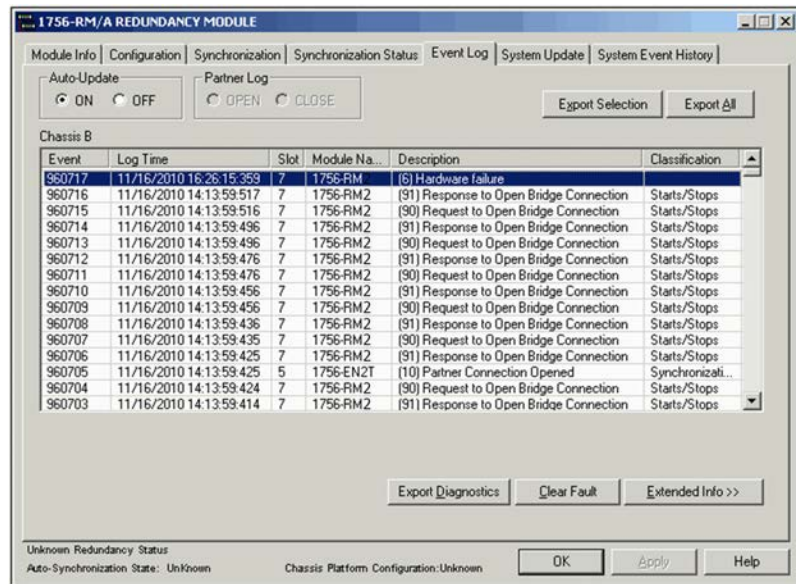 1756-RM/A REDUNDANCY MODULE
Module Info Configuration Synchronization Synchronization Status Event Log System Update System Event History
Auto-Update Partner Log
ON OFF OPEN CLOSE Export Selection Export All
Chassis B
Event Log Time Slot Module Na... Description Classification
960717 11/16/2010 16:26:15:359 7 1756-RM (6) Hardware failure
960716 11/16/2010 14:13:59:517 7 1756-RM2 (91) Response to Open Bridge Connection Starts/Stops
960715 11/16/2010 14:13:59:516 7 1756-RM2 (90) Request to Open Bridge Connection Starts/Stops
960714 11/16/2010 14:13:59:496 7 1756-RM2 (91) Response to Open Bridge Connection Starts/Stops
960713 11/16/2010 14:13:59:496 7 1756-RM2 (90) Request to Open Bridge Connection Starts/Stops
960712 11/16/2010 14:13:59:476 7 1756-RM2 (91) Response to Open Bridge Connection Starts/Stops
960711 11/16/2010 14:13:59:476 7 1756-RM2 (90) Request to Open Bridge Connection Starts/Stops
960710 11/16/2010 14:13:59:456 7 1756-RM2 (91) Response to Open Bridge Connection Starts/Stops
960709 11/16/2010 14:13:59:456 7 1756-RM2 (90) Request to Open Bridge Connection Starts/Stops
960708 11/16/2010 14:13:59:436 7 1756-RM2 (91) Response to Open Bridge Connection Starts/Stops
960707 11/16/2010 14:13:59:435 7 1756-RM2 (90) Request to Open Bridge Connection Starts/Stops
960706 11/16/2010 14:13:59:425 7 1756-RM2 (91) Response to Open Bridge Connection Starts/Stops
960705 11/16/2010 14:13:59:425 5 1756-EN2T (10) Partner Connection Opened Synchronizati...
960704 11/16/2010 14:13:59:424 7 1756-RM2 (90) Request to Open Bridge Connection Starts/Stops
960703 11/16/2010 14:13:59:414 7 1756-RM2 (91) Response to Open Bridge Connection Starts/Stops
Export Diagnostics Clear Fault Extended Info >>
Unknown Redundancy Status
Auto-Synchronization State: UnKnown Chassis Platform Configuration:Unknown OK Apply Help